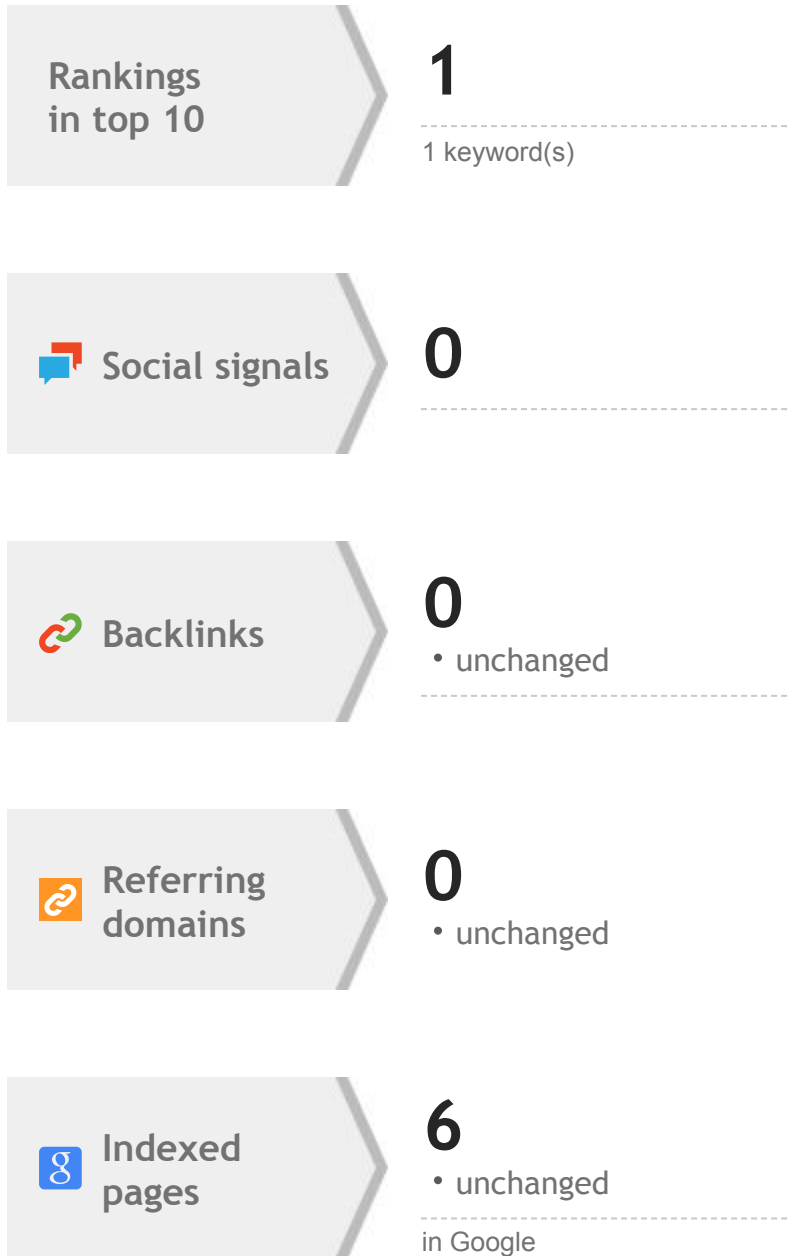 Rankings
in top 10
1
1 keyword(s)
Social signals
0
Backlinks
0
• unchanged
Referring
domains
0
• unchanged
g
Indexed
pages
6
• unchanged
in Google